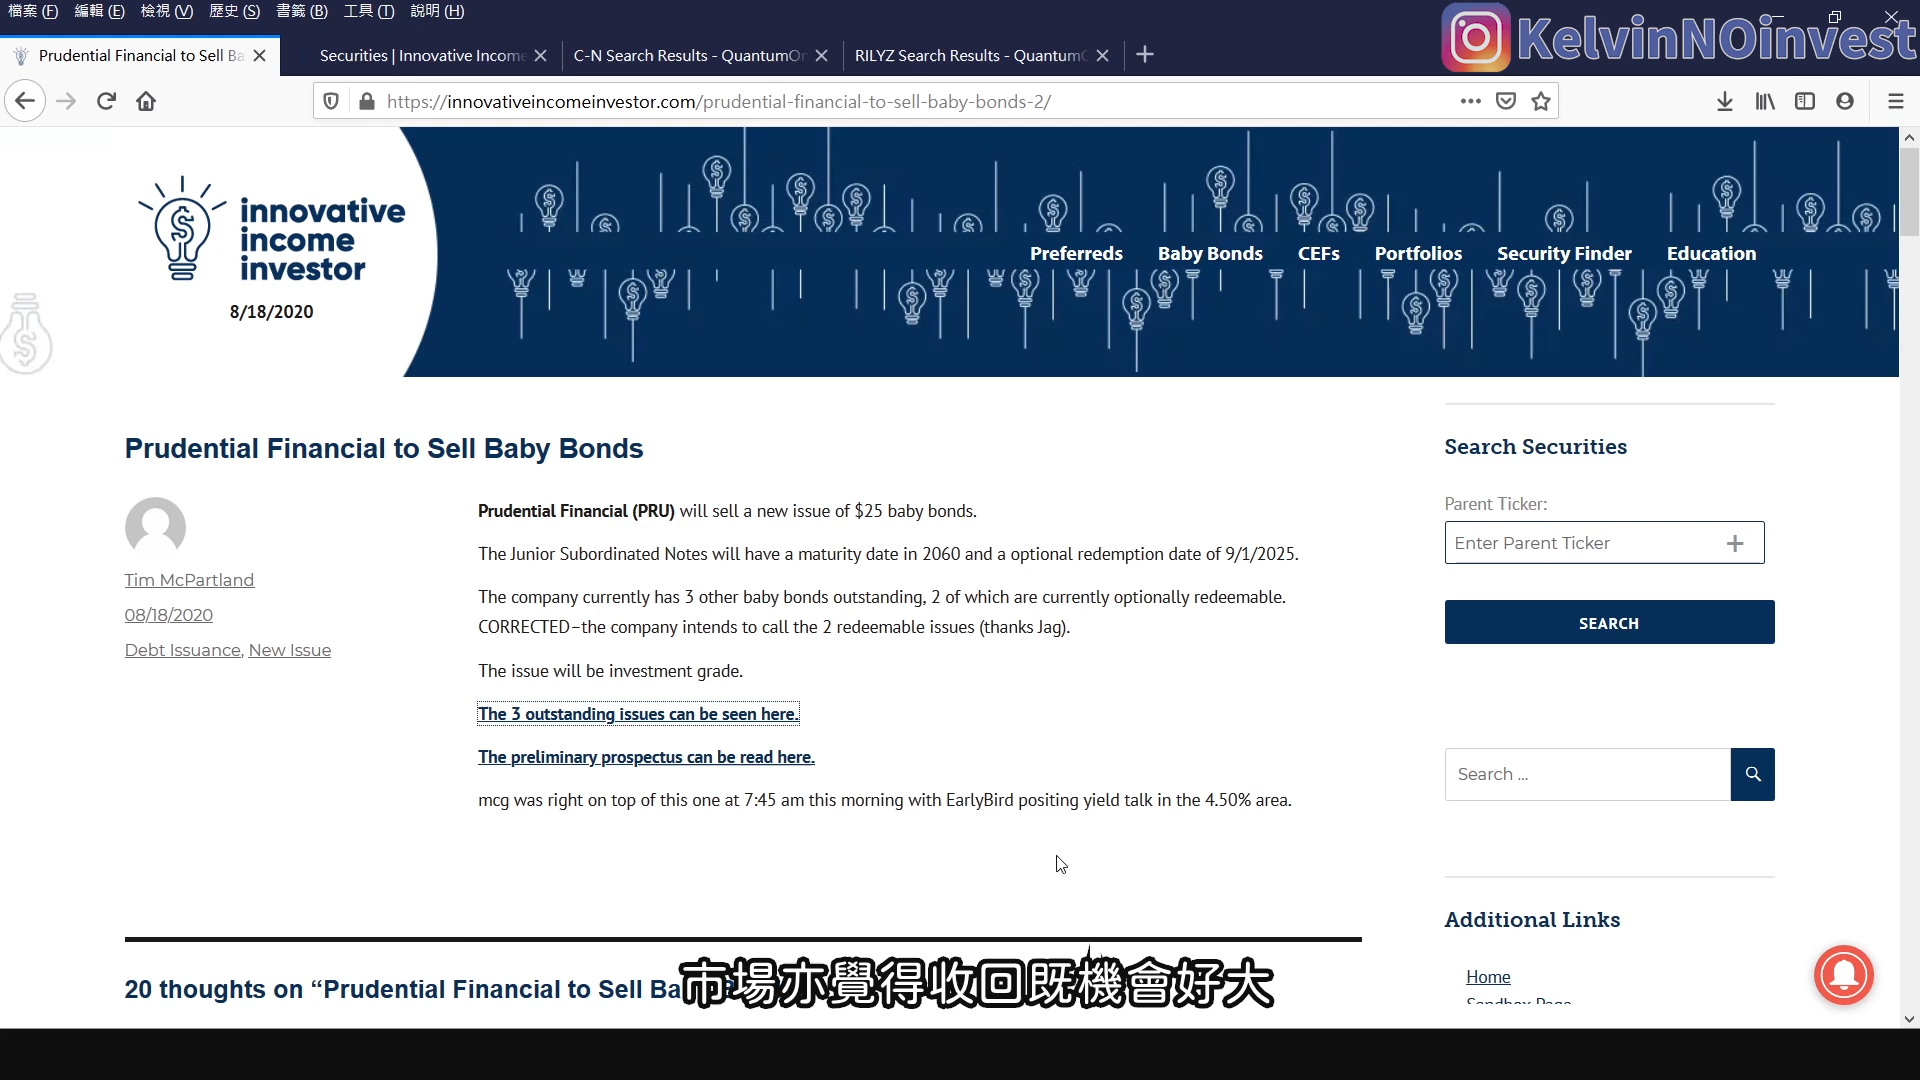 檔案 (F) 編輯 (E) 檢視 (V) 歷史 (S) 書籤 (B) 工具 (T) 說明 (H)
KelvinNOinvest
Prudential Financial to Sell Ba
Securities | Innovative Income
C-N Search Results - QuantumOn
RILYZ Search Results - QuantumO
https://innovativeincomeinvestor.com/prudential-financial-to-sell-baby-bonds-2/
innovative
income
investor
8/18/2020
Preferreds Baby Bonds CEFs Portfolios Security Finder Education
Prudential Financial to Sell Baby Bonds
Tim McPartland
08/18/2020
Debt Issuance, New Issue
Prudential Financial (PRU) will sell a new issue of $25 baby bonds.
The Junior Subordinated Notes will have a maturity date in 2060 and a optional redemption date of 9/1/2025.
The company currently has 3 other baby bonds outstanding, 2 of which are currently optionally redeemable.
CORRECTED–the company intends to call the 2 redeemable issues (thanks Jag).
The issue will be investment grade.
The 3 outstanding issues can be seen here.
The preliminary prospectus can be read here.
mcg was right on top of this one at 7:45 am this morning with EarlyBird positing yield talk in the 4.50% area.
Search Securities
Parent Ticker:
Enter Parent Ticker
SEARCH
Search ...
Additional Links
Home
20 thoughts on “Prudential Financial to Sell Ba
市場亦覺得收回既機會好大